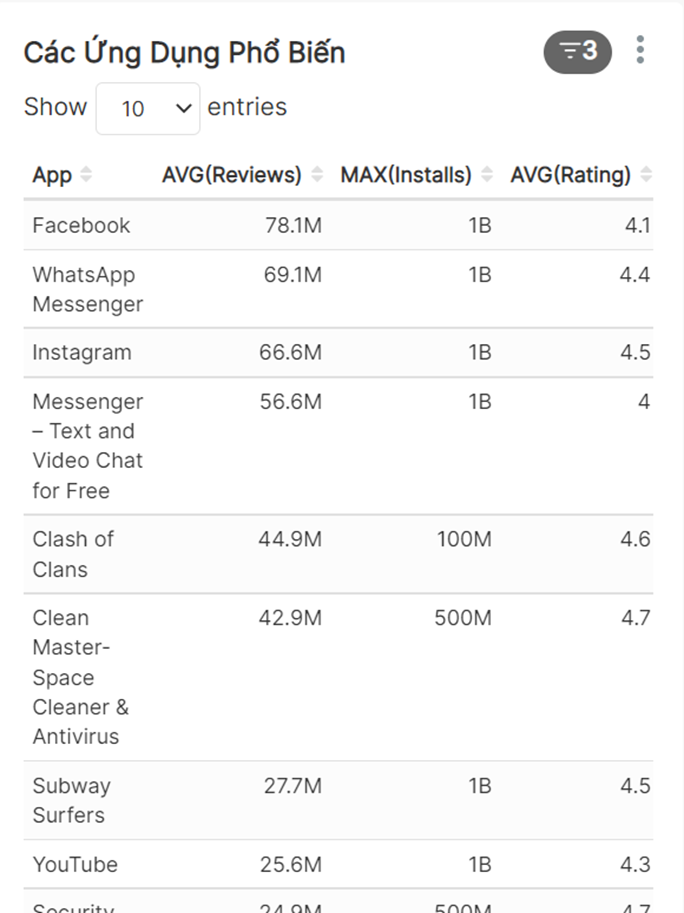 Các Ứng Dụng Phổ Biến 3
Show 10 entries
App AVG(Reviews) MAX(Installs) AVG(Rating)
Facebook 78.1M 1B 4.1
WhatsApp 69.1M 1B 4.4
Messenger
Instagram 66.6M 1B 4.5
Messenger 56.6M 1B 4
– Text and
Video Chat
for Free
Clash of 44.9M 100M 4.6
Clans
Clean 42.9M 500M 4.7
Master-
Space
Cleaner &
Antivirus
Subway 27.7M 1B 4.5
Surfers
YouTube 25.6M 1B 4.3
Security 24.9M 500M 4.7